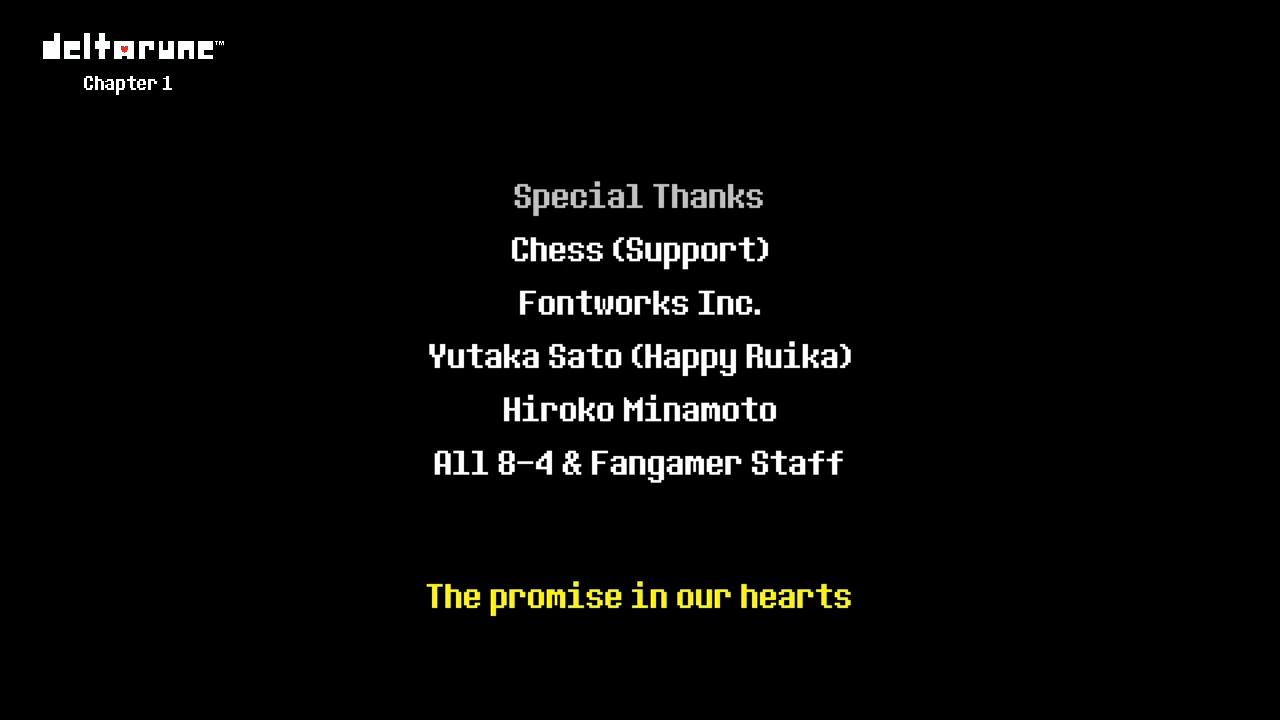 deltarune™
Chapter 1
Special Thanks
Chess (Support)
Fontworks Inc.
Yutaka Sato (Happy Ruika)
Hiroko Minamoto
All 8-4 & Fangamer Staff
The promise in our hearts